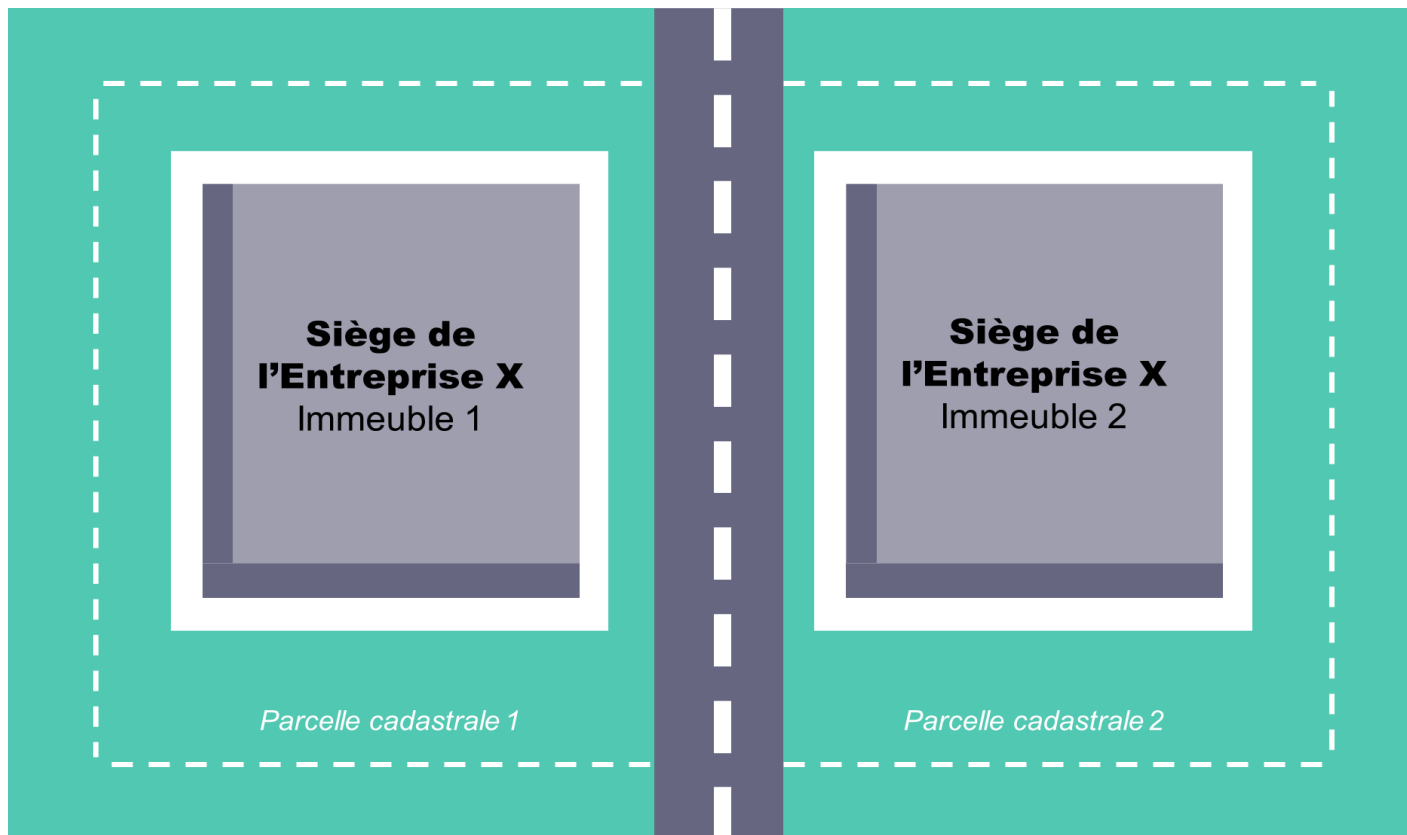 Siège de
l’Entreprise X
Immeuble 1
Parcelle cadastrale 1
Siège de
l’Entreprise X
Immeuble 2
Parcelle cadastrale 2